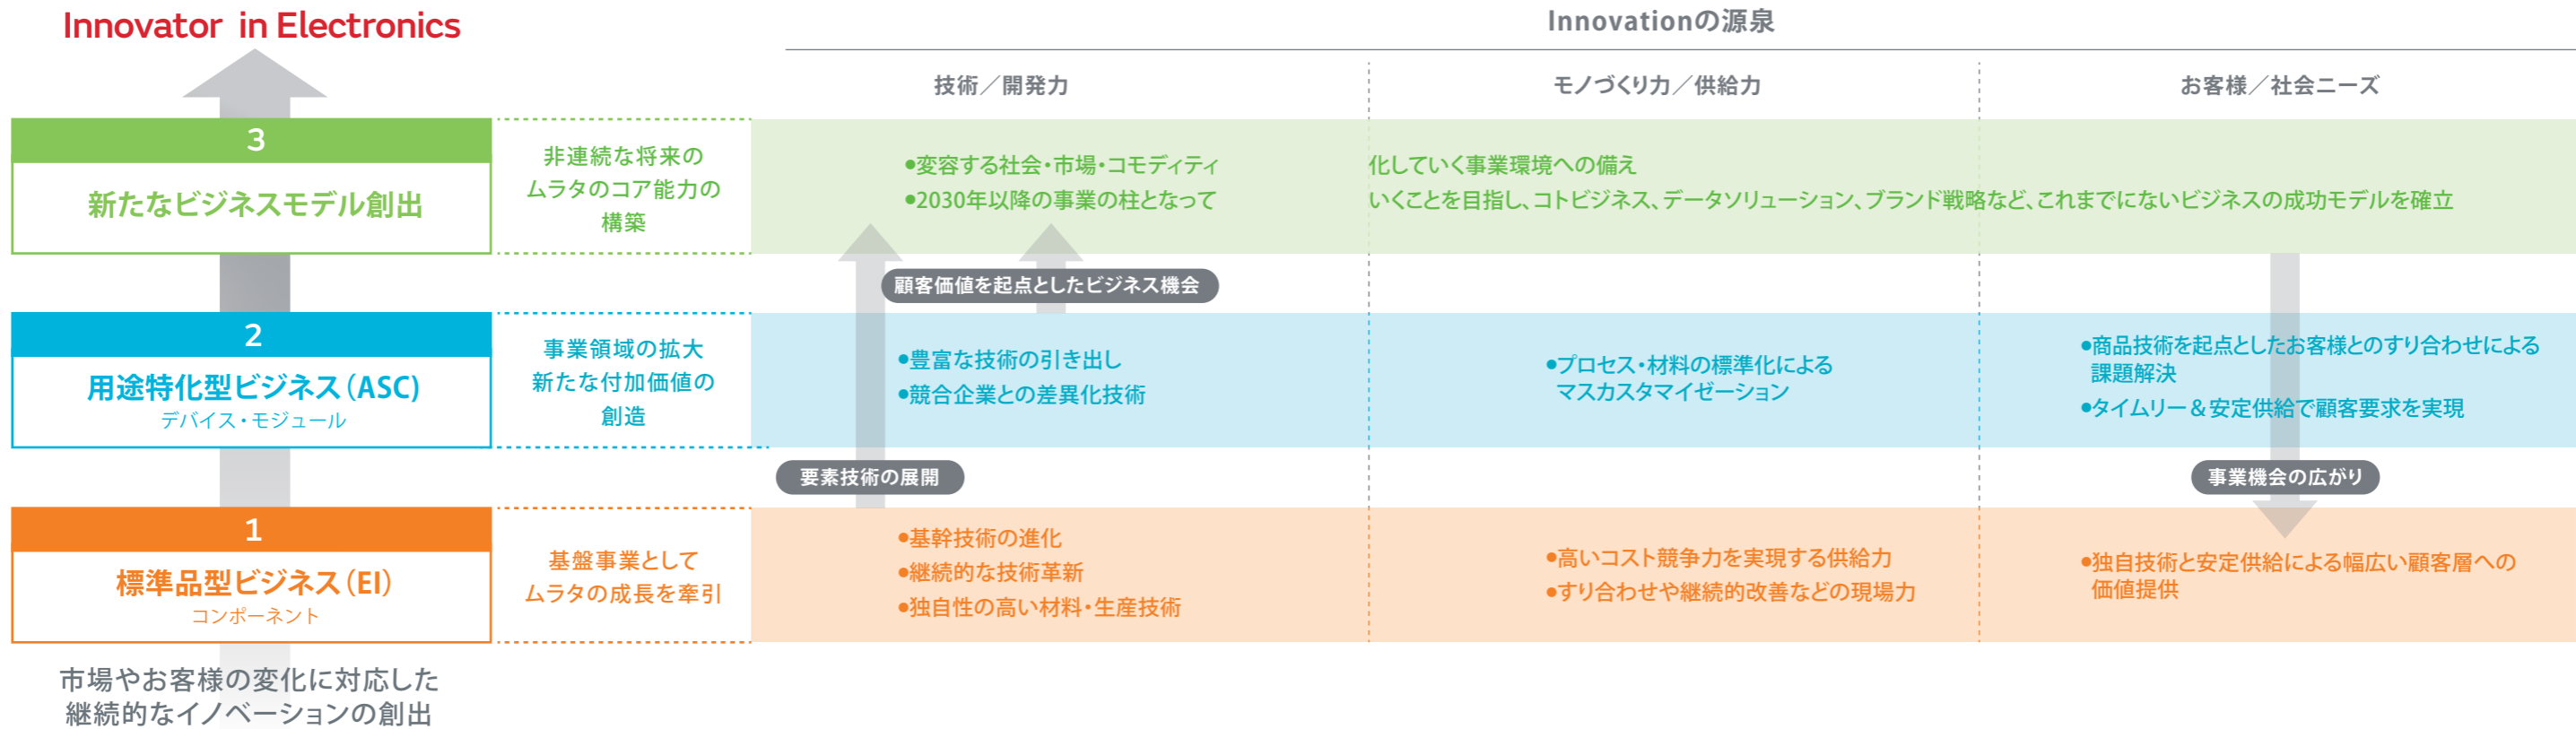 Innovator in Electronics
Innovationの源泉
技術／開発力
モノづくり力／供給力
お客様／社会ニーズ
3
新たなビジネスモデル創出
非連続な将来の
ムラタのコア能力の
構築
●変容する社会・市場・コモディティ化していく事業環境への備え
●2030年以降の事業の柱となっていくことを目指し、コトビジネス、データソリューション、ブランド戦略など、これまでにないビジネスの成功モデルを確立
顧客価値を起点としたビジネス機会
2
用途特化型ビジネス（ASC)
デバイス・モジュール
事業領域の拡大
新たな付加価値の
創造
●豊富な技術の引き出し
●競合企業との差異化技術
●プロセス・材料の標準化による
マスカスタマイゼーション
●商品技術を起点としたお客様とのすり合わせによる
課題解決
●タイムリー＆安定供給で顧客要求を実現
要素技術の展開
事業機会の広がり
1
標準品型ビジネス（EI）
コンポーネント
基盤事業として
ムラタの成長を牽引
●基幹技術の進化
●継続的な技術革新
●独自性の高い材料・生産技術
●高いコスト競争力を実現する供給力
●すり合わせや継続的改善などの現場力
●独自技術と安定供給による幅広い顧客層への
価値提供
市場やお客様の変化に対応した
継続的なイノベーションの創出